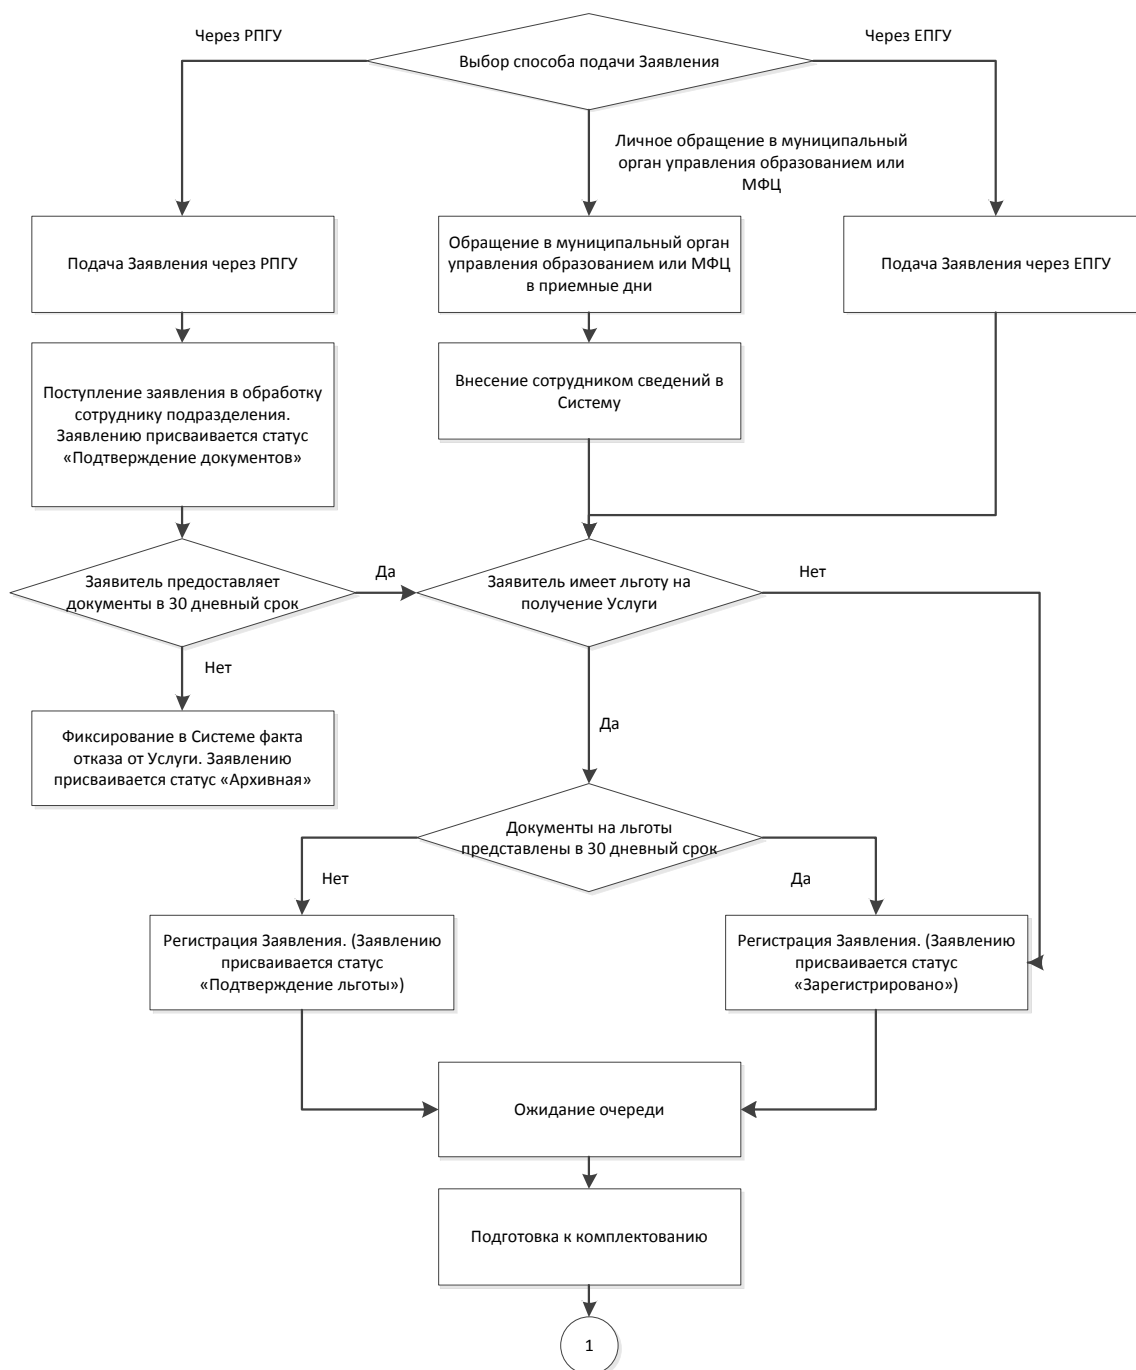 Через РПГУ
Выбор способа подачи Заявления
Через ЕПГУ
Личное обращение в муниципальный
орган управления образованием или
МФЦ
Подача Заявления через РПГУ
Обращение в муниципальный орган
управления образованием или МФЦ
в приемные дни
Подача Заявления через ЕПГУ
Поступление заявления в обработку
сотруднику подразделения.
Заявлению присваивается статус
«Подтверждение документов»
Внесение сотрудником сведений в
Систему
Заявитель предоставляет
документы в 30 дневный срок
Да
Заявитель имеет льготу на
получение Услуги
Нет
Нет
Фиксирование в Системе факта
отказа от Услуги. Заявлению
присваивается статус «Архивная»
Да
Документы на льготы
представлены в 30 дневный срок
Нет
Да
Регистрация Заявления. (Заявлению
присваивается статус
«Подтверждение льготы»)
Регистрация Заявления. (Заявлению
присваивается статус
«Зарегистрировано»)
Ожидание очереди
Подготовка к комплектованию
1